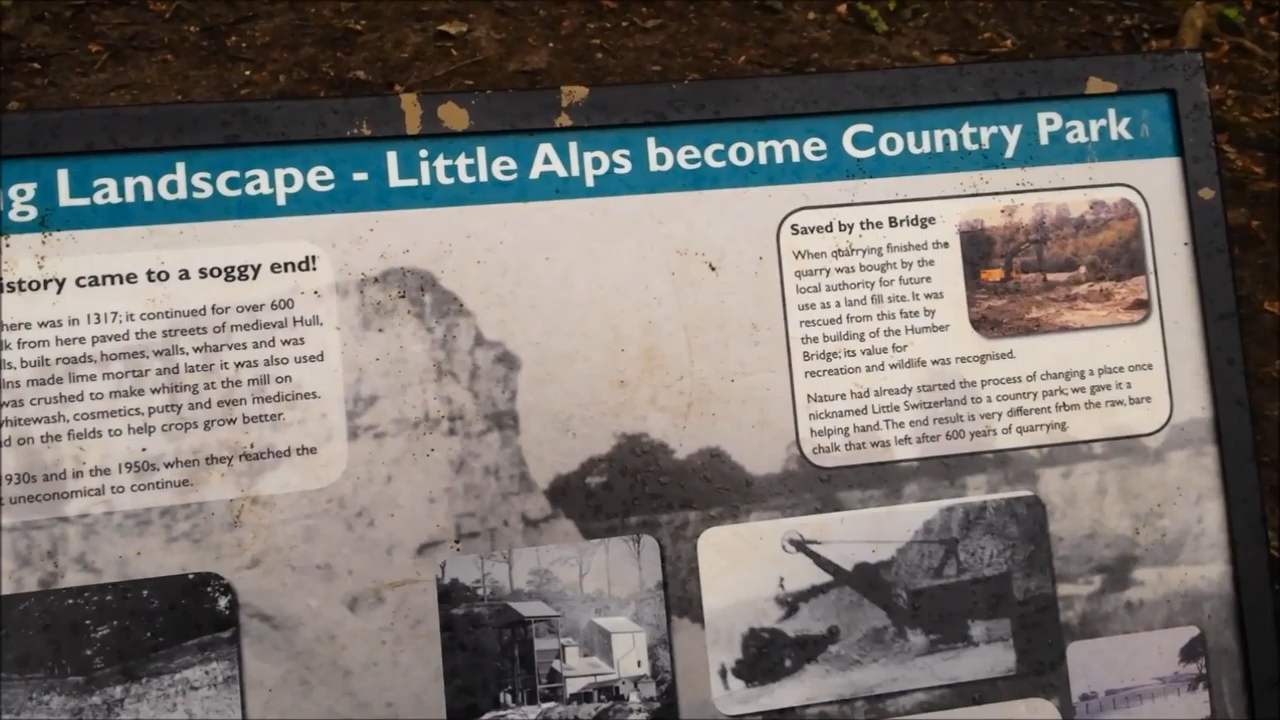 g Landscape - Little Alps become Country Park
istory came to a soggy end!
here was in 1317; it continued for over 600
lk from here paved the streets of medieval Hull,
lls, built roads, homes, walls, wharves and was
lns made lime mortar and later it was also used
was crushed to make whiting at the mill on
whitewash, cosmetics, putty and even medicines.
d on the fields to help crops grow better.
930s and in the 1950s, when they reached the
t uneconomical to continue.
Saved by the Bridge
When quarrying finished the
quarry was bought by the
local authority for future
use as a land fill site. It was
rescued from this fate by
the building of the Humber
Bridge; its value for
recreation and wildlife was recognised.
Nature had already started the process of changing a place once
nicknamed Little Switzerland to a country park; we gave it a
helping hand. The end result is very different from the raw, bare
chalk that was left after 600 years of quarrying.